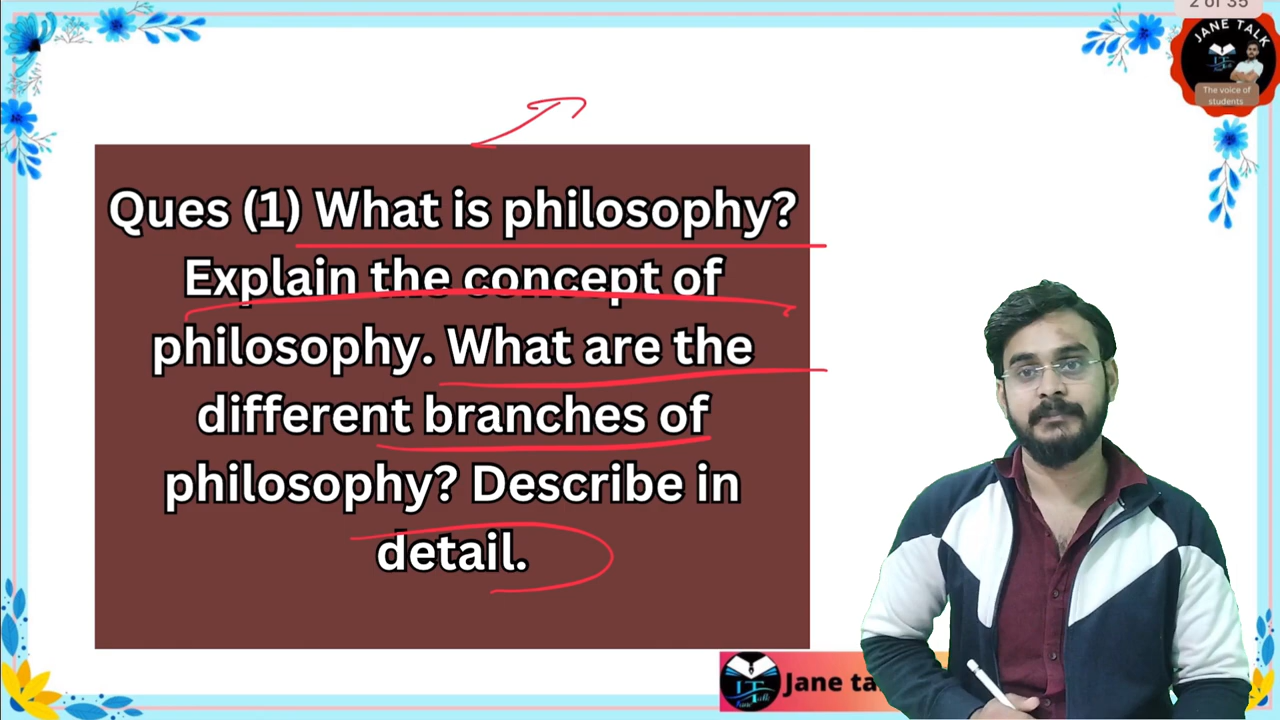 2 of 35
JANE TALK
The voice of
students
Ques (1) What is philosophy?
Explain the concept of
philosophy. What are the
different branches of
philosophy? Describe in
detail.
Jane ta